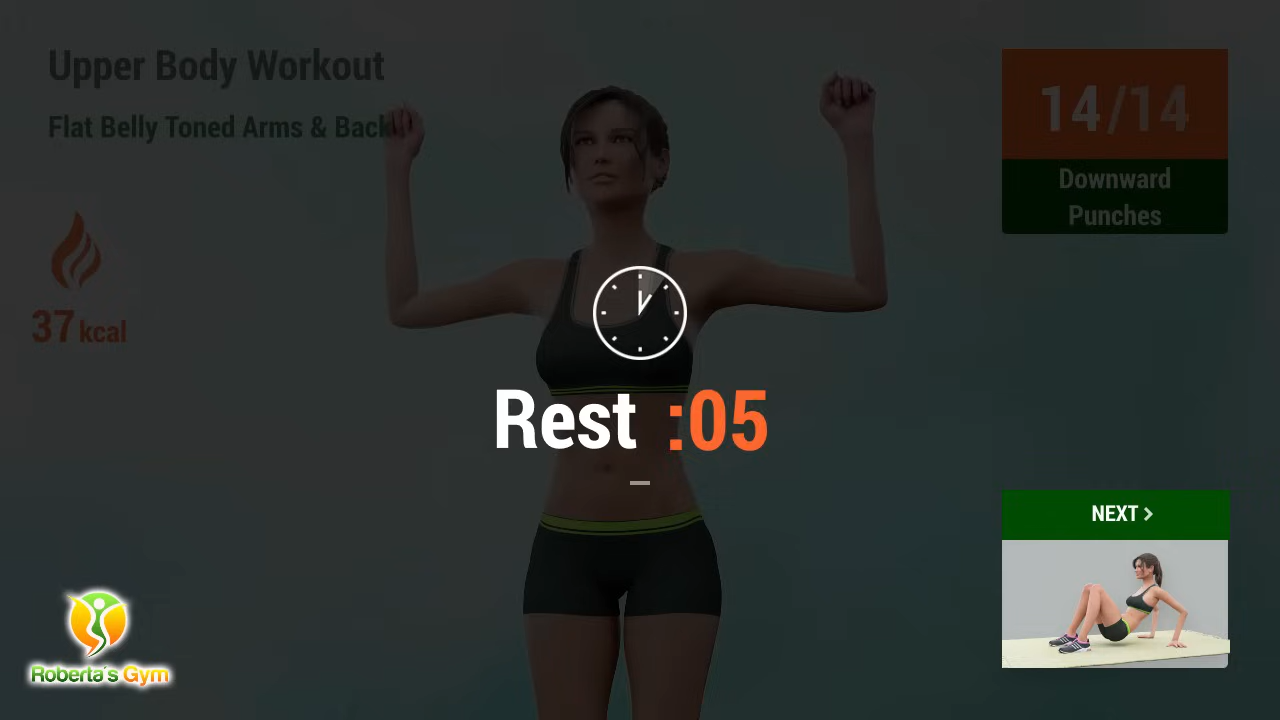 Upper Body Workout
Flat Belly Toned Arms & Back
14/14
Downward
Punches
37 kcal
Rest :05
NEXT >
Roberta's Gym